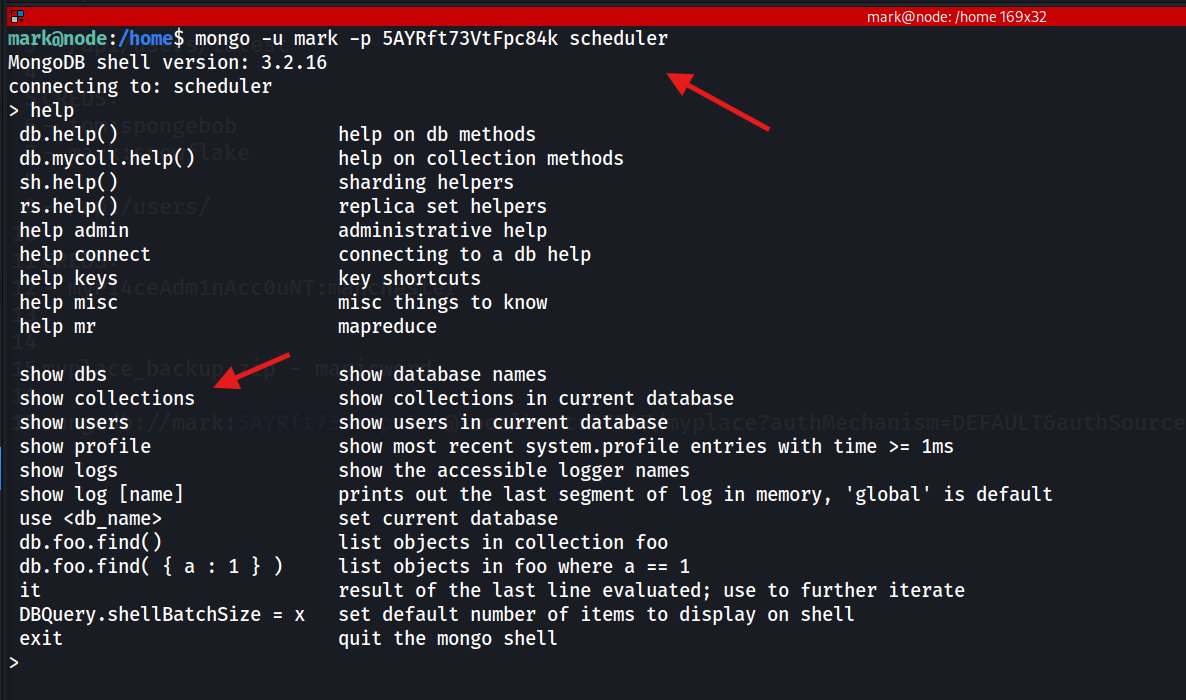 mark@node: /home 169x32
mark@node:/home$ mongo -u mark -p 5AYRft73VtFpc84k scheduler
MongoDB shell version: 3.2.16
connecting to: scheduler
> help
db.help() help on db methods
db.mycoll.help() help on collection methods
sh.help() sharding helpers
rs.help() replica set helpers
help admin administrative help
help connect connecting to a db help
help keys key shortcuts
help misc misc things to know
help mr mapreduce
show dbs show database names
show collections show collections in current database
show users show users in current database
show profile show most recent system.profile entries with time >= 1ms
show logs show the accessible logger names
show log [name] prints out the last segment of log in memory, 'global' is default
use <db_name> set current database
db.foo.find() list objects in collection foo
db.foo.find( { a : 1 } ) list objects in foo where a == 1
it result of the last line evaluated; use to further iterate
DBQuery.shellBatchSize = x set default number of items to display on shell
exit quit the mongo shell
>